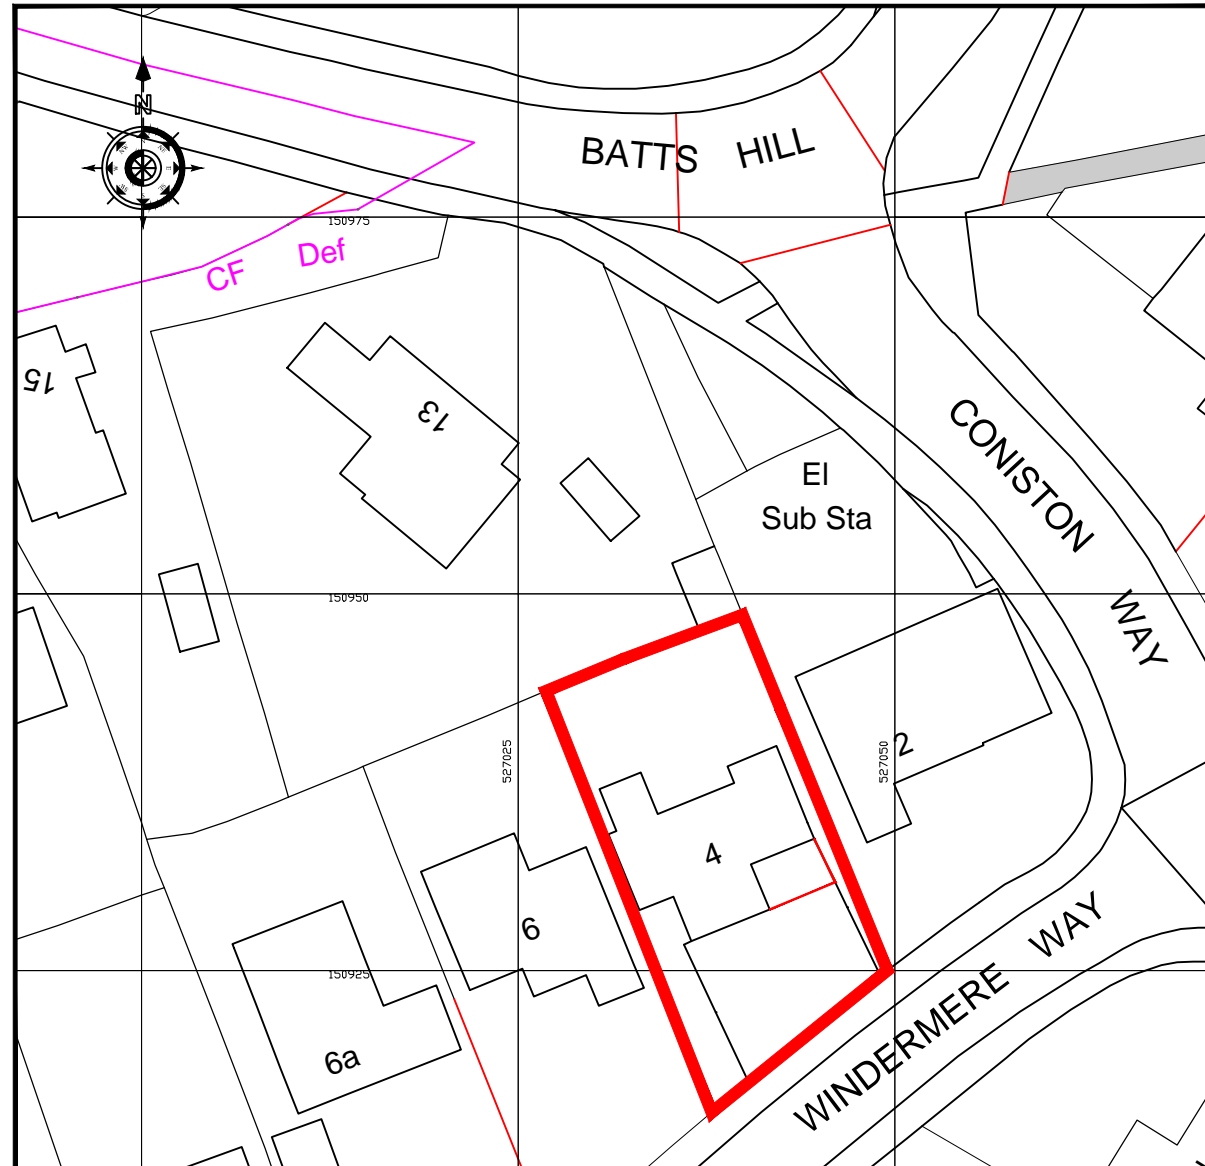 N
BATTS HILL
150975
CF Def
15
13
El
Sub Sta
CONISTON WAY
150950
527025
527050
2
4
6
150925
6a
WINDERMERE WAY